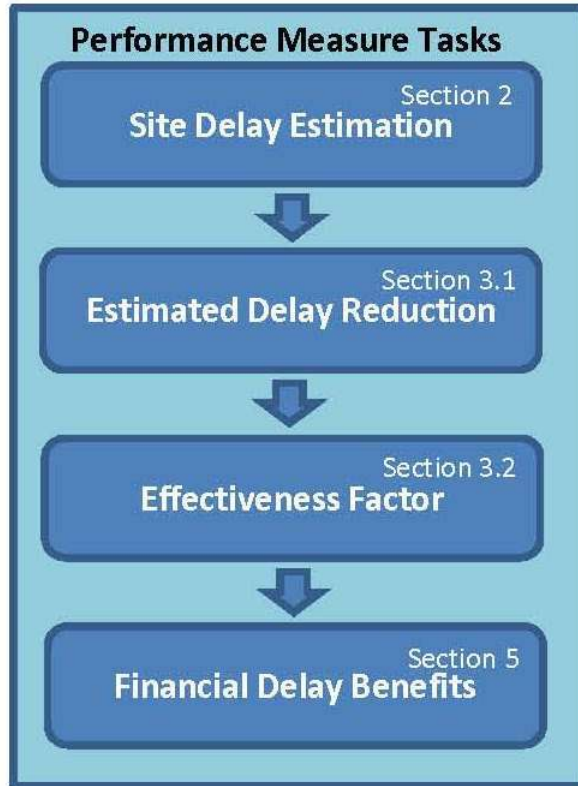 Performance Measure Tasks
Section 2
Site Delay Estimation
Section 3.1
Estimated Delay Reduction
Section 3.2
Effectiveness Factor
Section 5
Financial Delay Benefits